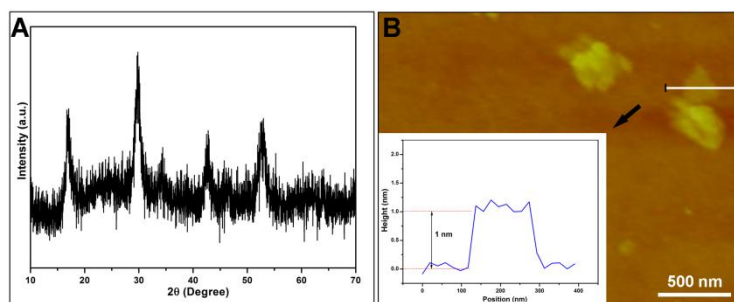 A
Intensity (a.u.)
10 20 30 40 50 60 70
2θ (Degree)
B
Height (nm)
2.0
1.5
1.0
0.5
0.0
1 nm
0 100 200 300 400
Position (nm)
500 nm